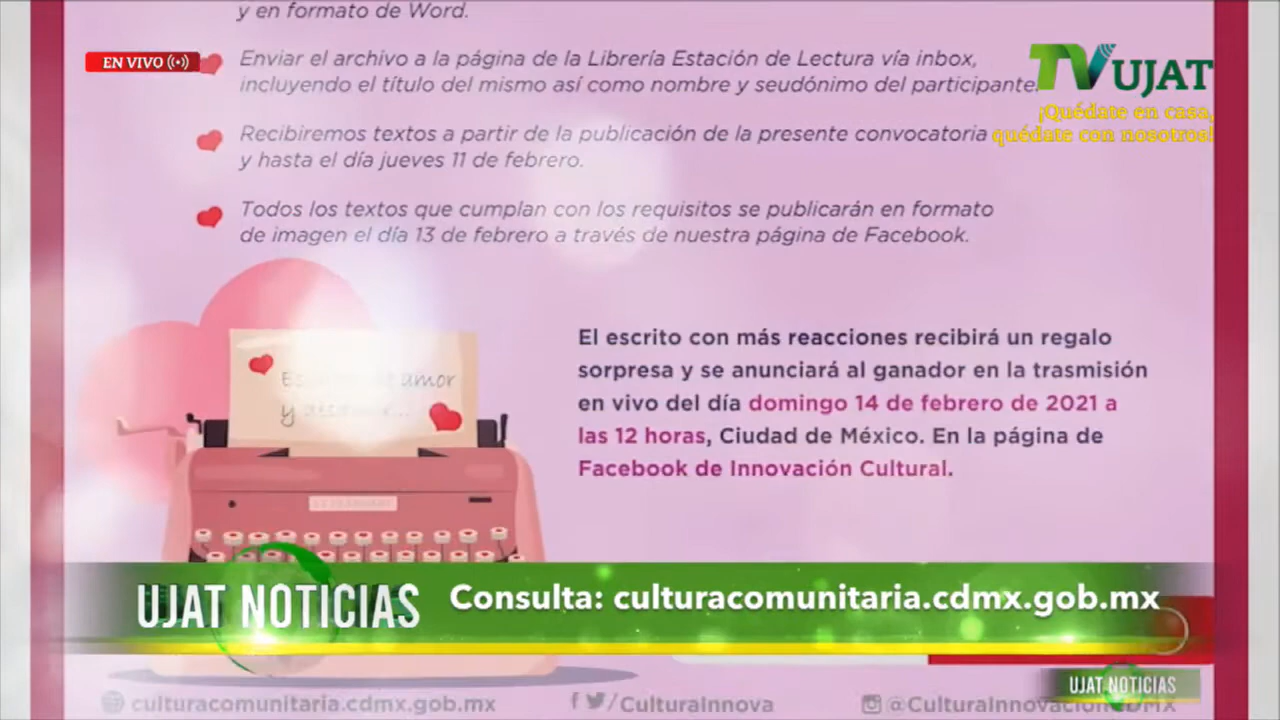 y en formato de Word.
EN VIVO
Enviar el archivo a la página de la Librería Estación de Lectura vía inbox,
incluyendo el título del mismo así como nombre y seudónimo del participante.
TVUJAT
¡Quédate en casa,
quédate con nosotros!
Recibiremos textos a partir de la publicación de la presente convocatoria
y hasta el día jueves 11 de febrero.
Todos los textos que cumplan con los requisitos se publicarán en formato
de imagen el día 13 de febrero a través de nuestra página de Facebook.
El escrito con más reacciones recibirá un regalo
sorpresa y se anunciará al ganador en la trasmisión
en vivo del día domingo 14 de febrero de 2021 a
las 12 horas, Ciudad de México. En la página de
Facebook de Innovación Cultural.
amor
y
UJAT NOTICIAS
Consulta: culturacomunitaria.cdmx.gob.mx
UJAT NOTICIAS
culturacomunitaria.cdmx.gob.mx
/CulturaInnova
@CulturaInnovacionCDMX